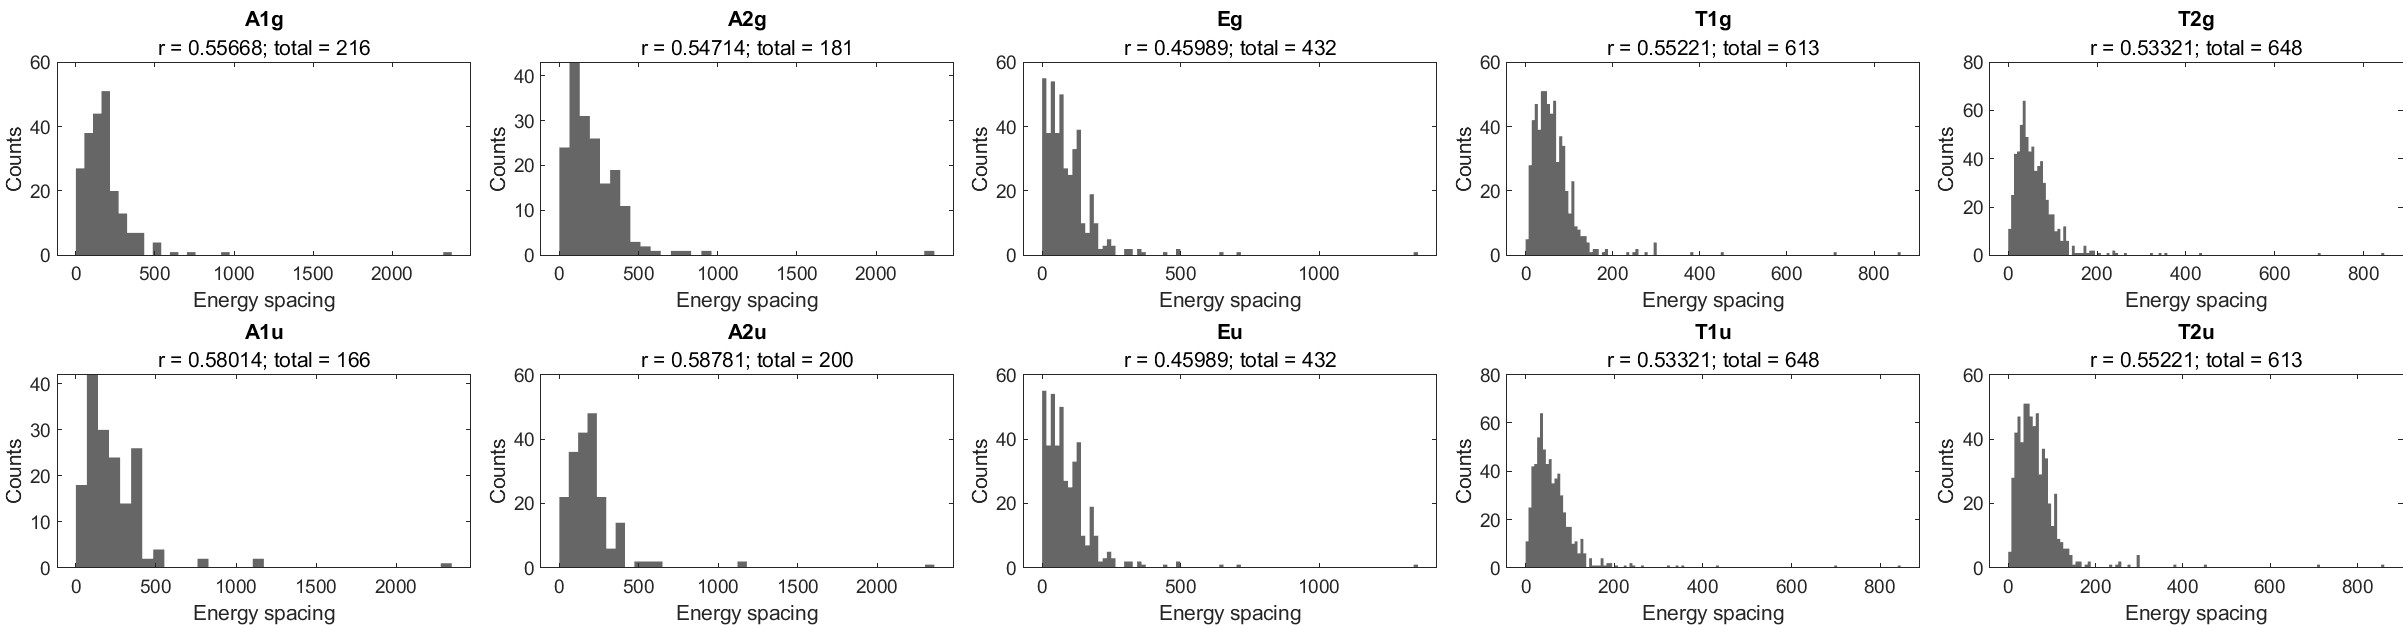 A1g
r = 0.55668; total = 216
60
40
20
0
Counts
0 500 1000 1500 2000
Energy spacing
A2g
r = 0.54714; total = 181
40
30
20
10
0
Counts
0 500 1000 1500 2000
Energy spacing
Eg
r = 0.45989; total = 432
60
40
20
0
Counts
0 500 1000
Energy spacing
T1g
r = 0.55221; total = 613
60
40
20
0
Counts
0 200 400 600 800
Energy spacing
T2g
r = 0.53321; total = 648
80
60
40
20
0
Counts
0 200 400 600 800
Energy spacing
A1u
r = 0.58014; total = 166
40
30
20
10
0
Counts
0 500 1000 1500 2000
Energy spacing
A2u
r = 0.58781; total = 200
60
40
20
0
Counts
0 500 1000 1500 2000
Energy spacing
Eu
r = 0.45989; total = 432
60
40
20
0
Counts
0 500 1000
Energy spacing
T1u
r = 0.53321; total = 648
80
60
40
20
0
Counts
0 200 400 600 800
Energy spacing
T2u
r = 0.55221; total = 613
60
40
20
0
Counts
0 200 400 600 800
Energy spacing